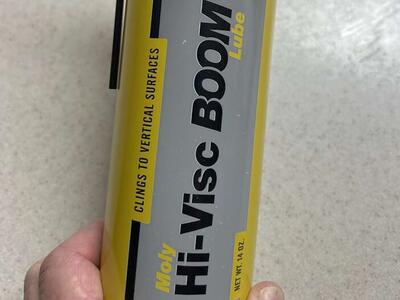 CLINGS TO VERTICAL SURFACES
Moly
Hi-Visc BOOM
Lube
NET WT. 14 OZ.